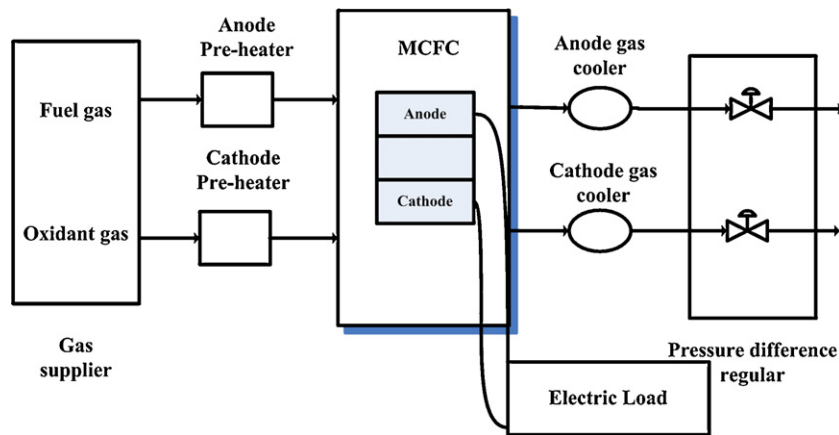 Anode
Pre-heater
Fuel gas
Cathode
Pre-heater
Oxidant gas
Gas
supplier
MCFC
Anode
Cathode
Anode gas
cooler
Cathode gas
cooler
Pressure difference
regular
Electric Load